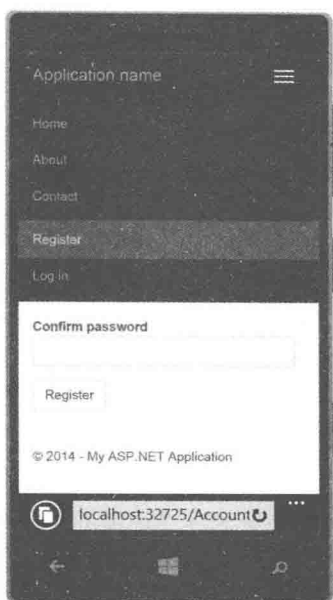 Application name
Home
About
Contact
Register
Log in
Confirm password
Register
© 2014 - My ASP.NET Application
localhost:32725/Account